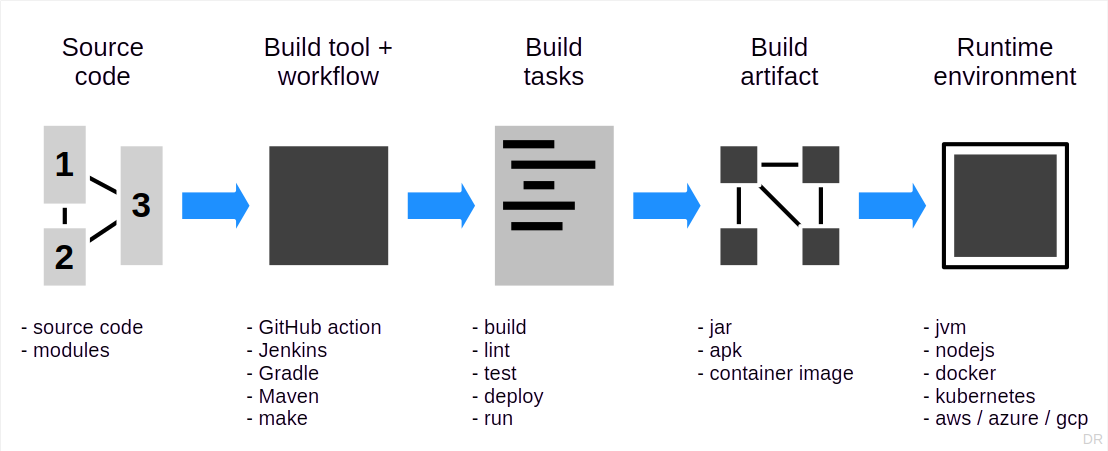 Source
code
Build tool +
workflow
Build
tasks
Build
artifact
Runtime
environment
1
2
3
- source code
- modules
- GitHub action
- Jenkins
- Gradle
- Maven
- make
- build
- lint
- test
- deploy
- run
- jar
- apk
- container image
- jvm
- nodejs
- docker
- kubernetes
- aws / azure / gcp
DR